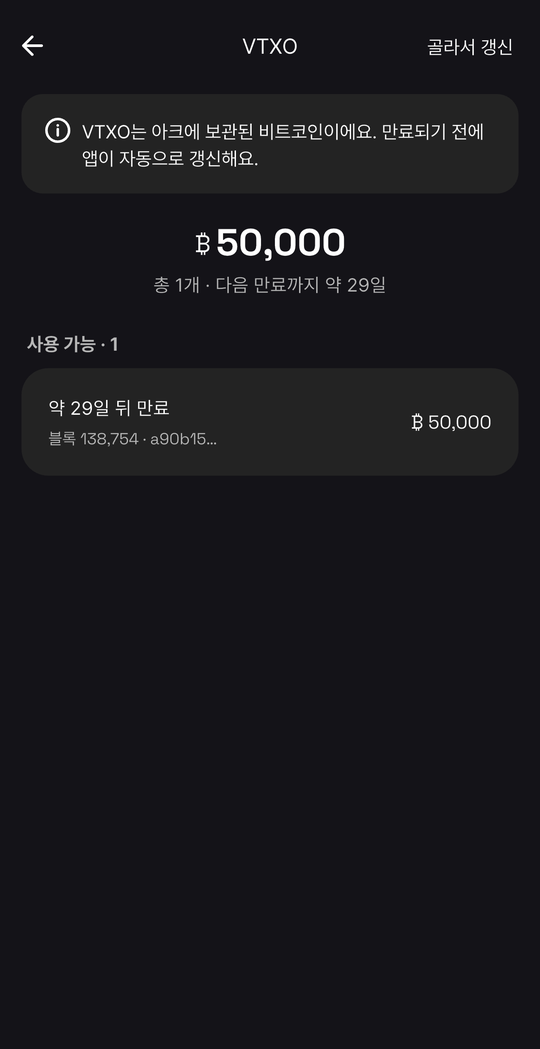 VTXO
골라서 갱신
VTXO는 아크에 보관된 비트코인이에요. 만료되기 전에
앱이 자동으로 갱신해요.
₿ 50,000
총 1개 · 다음 만료까지 약 29일
사용 가능 · 1
약 29일 뒤 만료
₿ 50,000
블록 138,754 · a90b15...